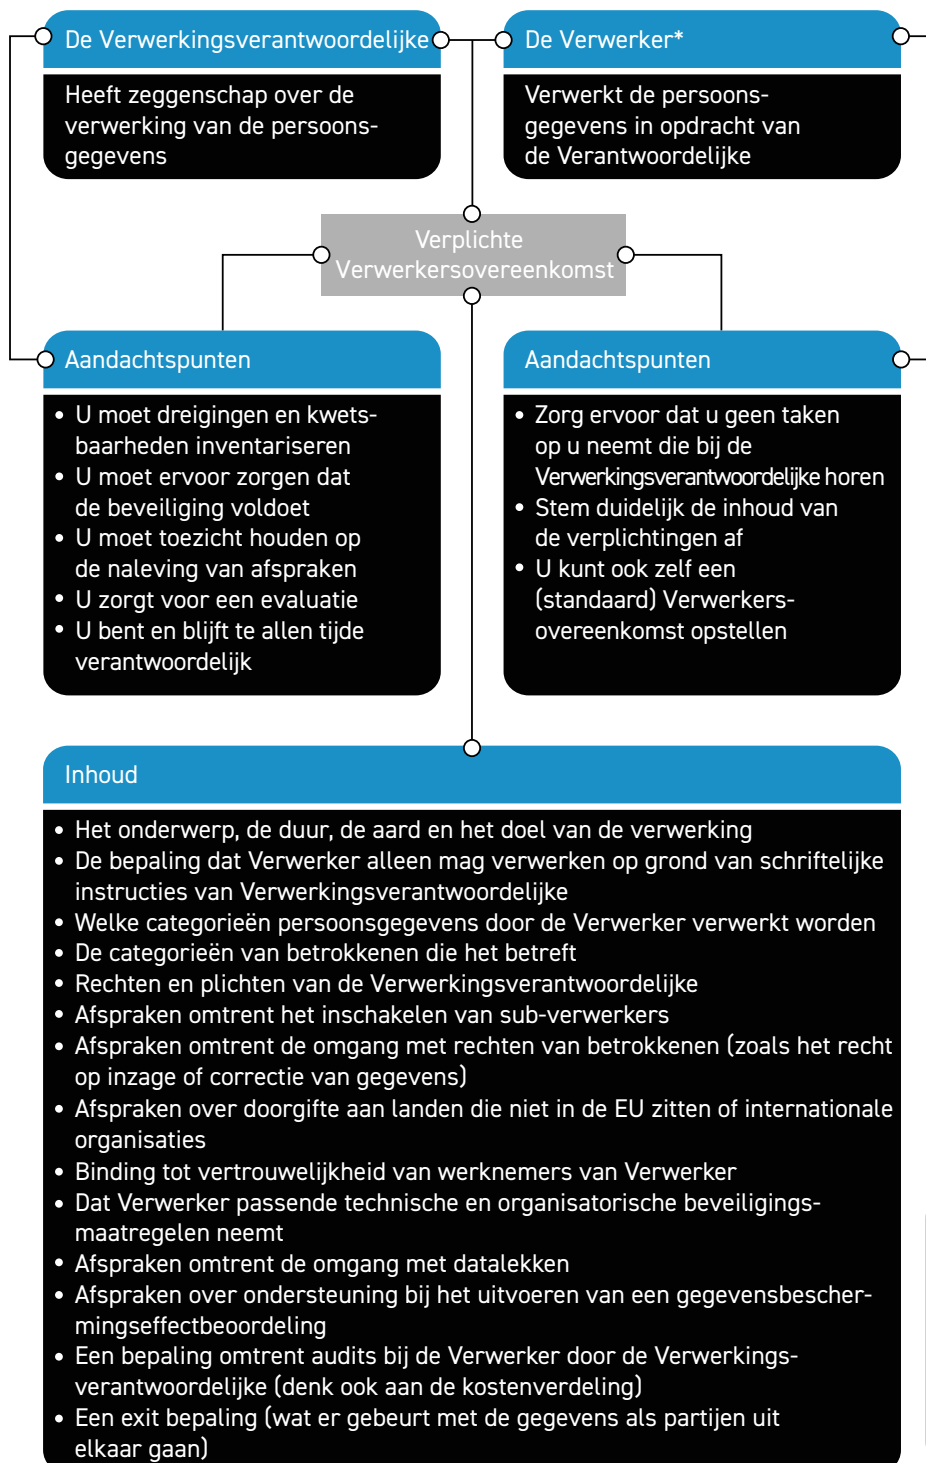 De Verwerkingsverantwoordelijke
Heeft zeggenschap over de
verwerking van de persoons-
gegevens
De Verwerker*
Verwerkt de persoons-
gegevens in opdracht van
de Verantwoordelijke
Verplichte
Verwerkersovereenkomst
Aandachtspunten
• U moet dreigingen en kwets-
baarheden inventariseren
• U moet ervoor zorgen dat
de beveiliging voldoet
• U moet toezicht houden op
de naleving van afspraken
• U zorgt voor een evaluatie
• U bent en blijft te allen tijde
verantwoordelijk
Aandachtspunten
• Zorg ervoor dat u geen taken
op u neemt die bij de
Verwerkingsverantwoordelijke horen
• Stem duidelijk de inhoud van
de verplichtingen af
• U kunt ook zelf een
(standaard) Verwerkers-
overeenkomst opstellen
Inhoud
• Het onderwerp, de duur, de aard en het doel van de verwerking
• De bepaling dat Verwerker alleen mag verwerken op grond van schriftelijke
instructies van Verwerkingsverantwoordelijke
• Welke categorieën persoonsgegevens door de Verwerker verwerkt worden
• De categorieën van betrokkenen die het betreft
• Rechten en plichten van de Verwerkingsverantwoordelijke
• Afspraken omtrent het inschakelen van sub-verwerkers
• Afspraken omtrent de omgang met rechten van betrokkenen (zoals het recht
op inzage of correctie van gegevens)
• Afspraken over doorgifte aan landen die niet in de EU zitten of internationale
organisaties
• Binding tot vertrouwelijkheid van werknemers van Verwerker
• Dat Verwerker passende technische en organisatorische beveiligings-
maatregelen neemt
• Afspraken omtrent de omgang met datalekken
• Afspraken over ondersteuning bij het uitvoeren van een gegevensbescher-
mingseffectbeoordeling
• Een bepaling omtrent audits bij de Verwerker door de Verwerkings-
verantwoordelijke (denk ook aan de kostenverdeling)
• Een exit bepaling (wat er gebeurt met de gegevens als partijen uit
elkaar gaan)